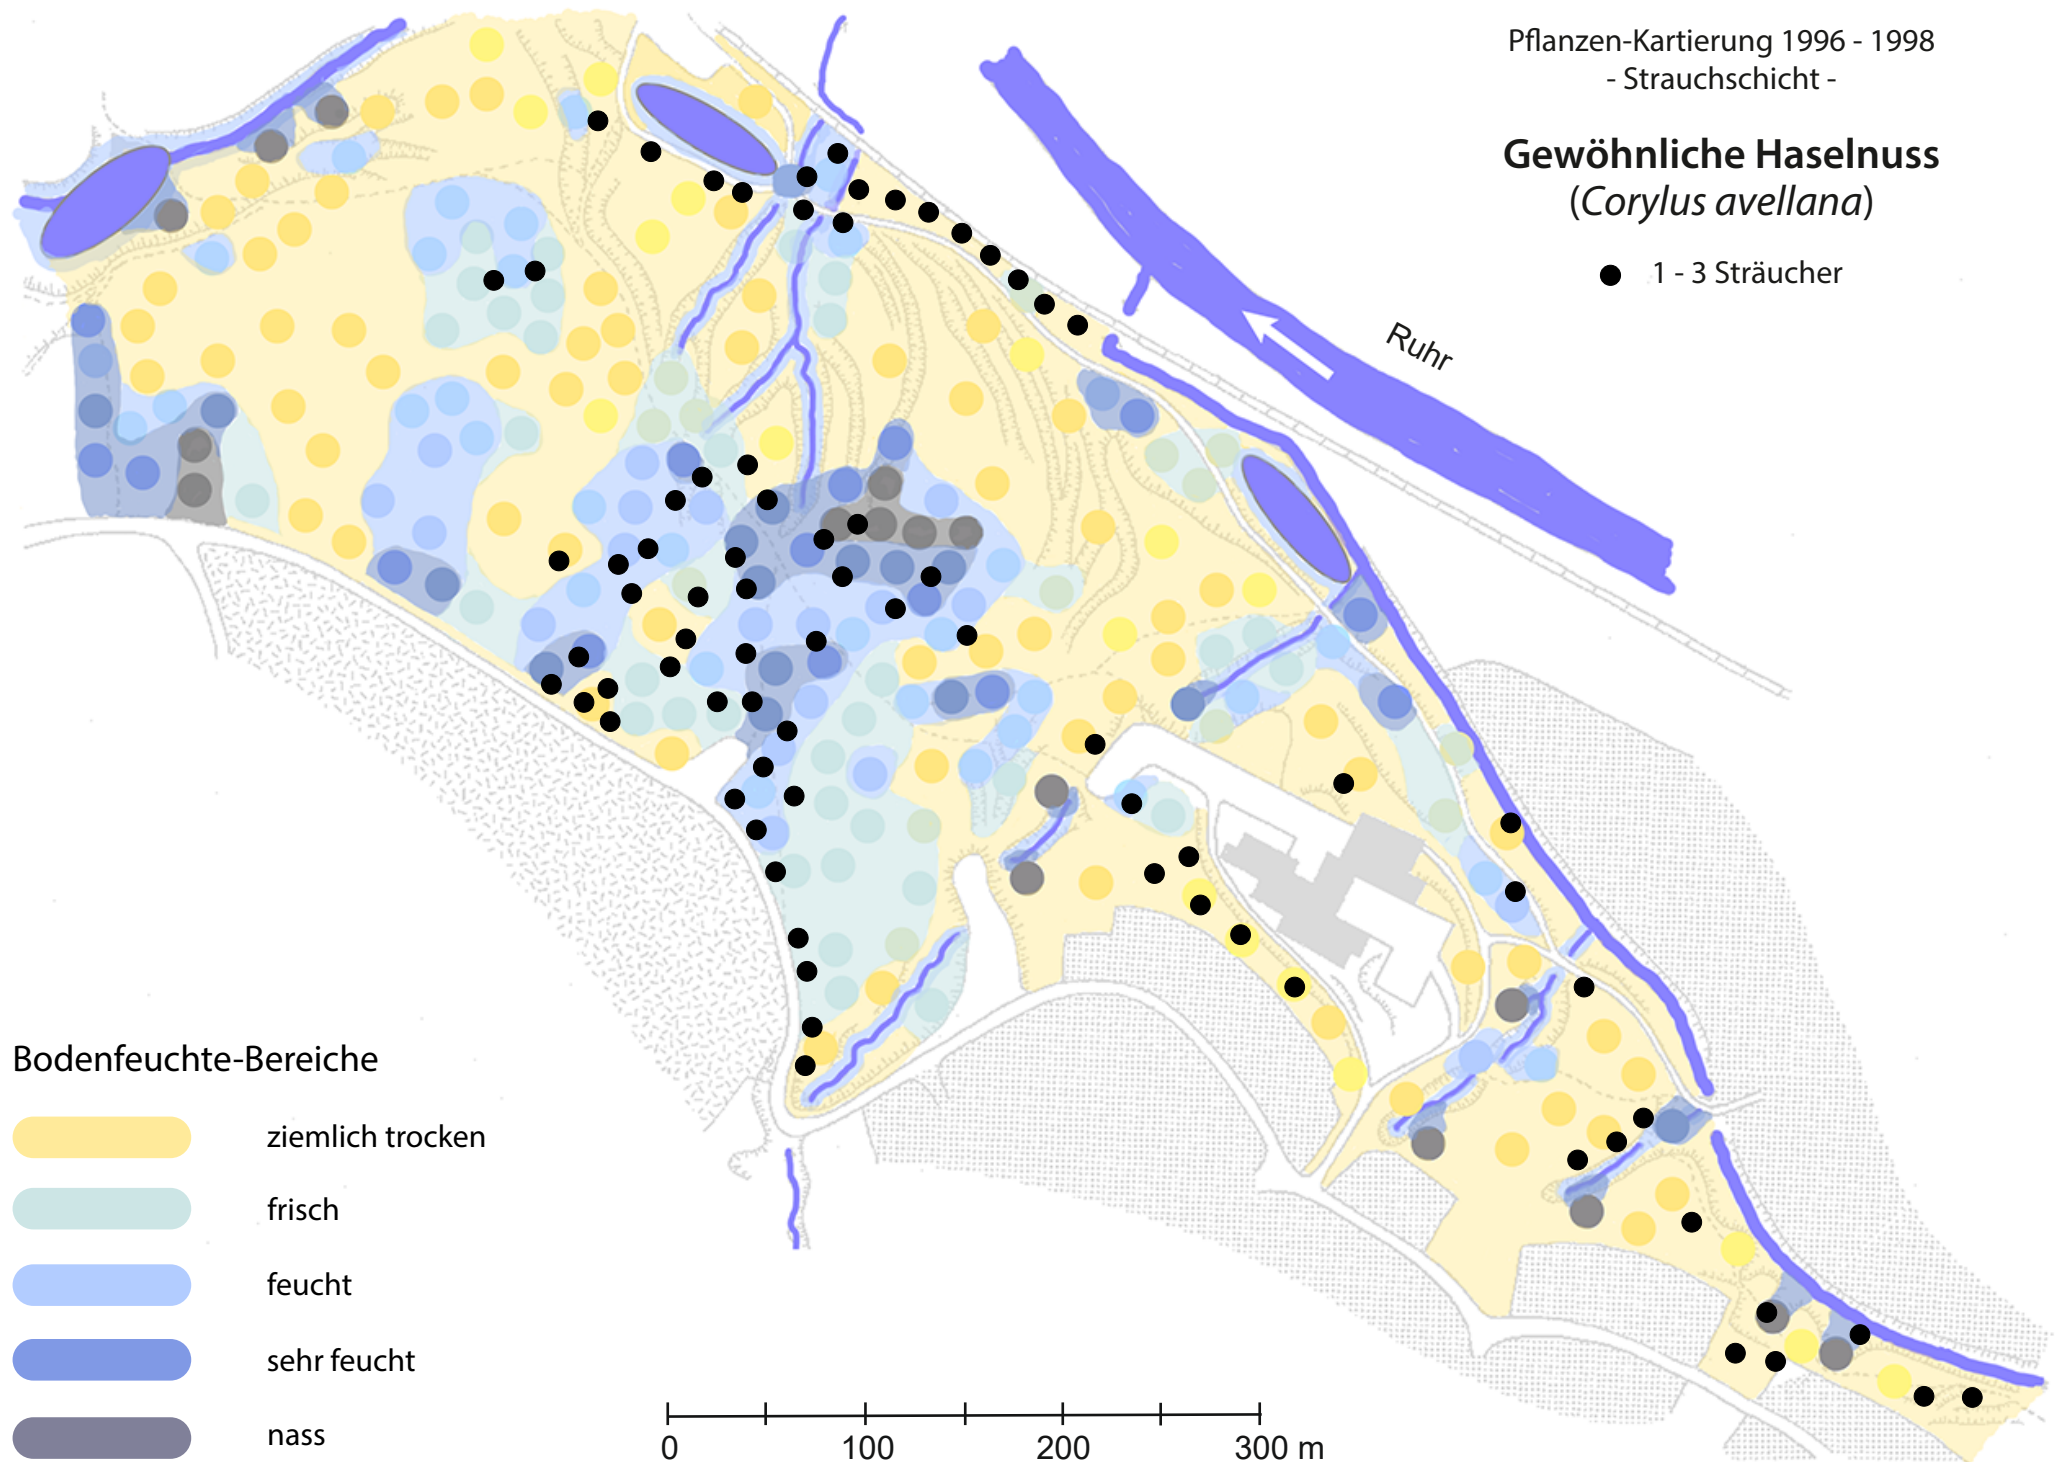 Pflanzen-Kartierung 1996 - 1998
- Strauchschicht -
Gewöhnliche Haselnuss
(Corylus avellana)
1 - 3 Sträucher
Ruhr
Bodenfeuchte-Bereiche
ziemlich trocken
frisch
feucht
sehr feucht
nass
0 100 200 300 m